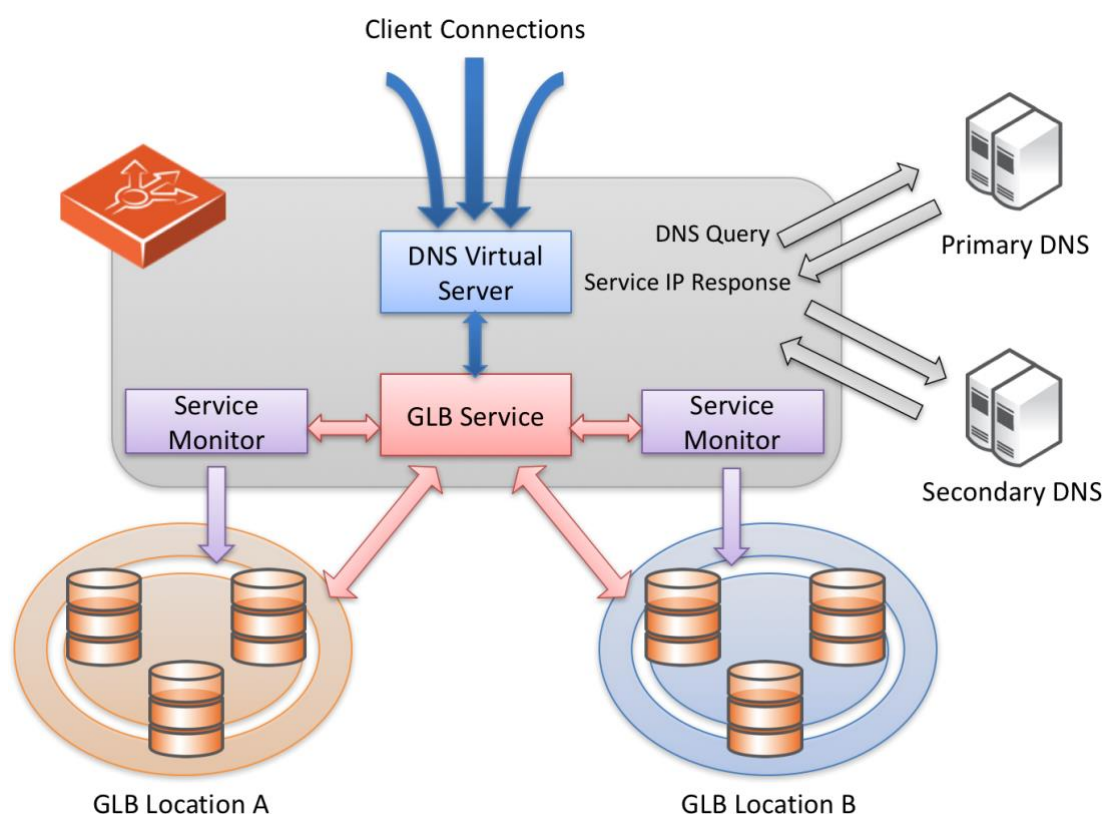 Client Connections
DNS Virtual
Server
DNS Query
Service IP Response
Primary DNS
Service
Monitor
GLB Service
Service
Monitor
Secondary DNS
GLB Location A
GLB Location B